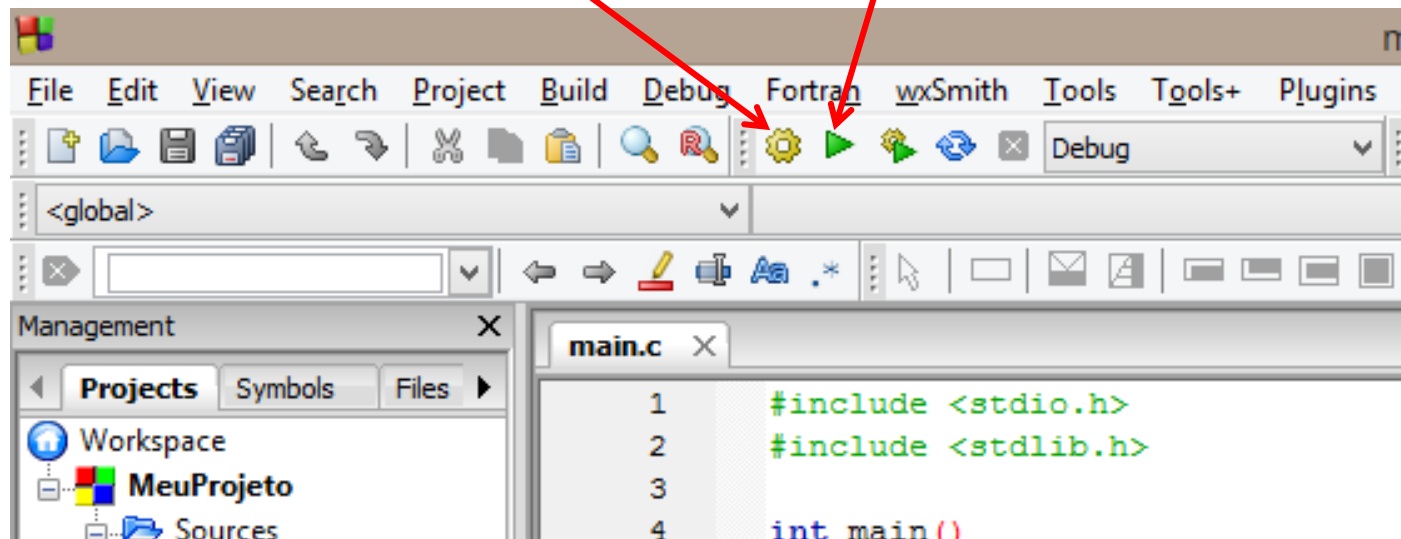 File Edit View Search Project Build Debug Fortran wxSmith Tools Tools+ Plugins
Debug
<global>
Management
main.c
Projects Symbols Files
1 #include <stdio.h>
2 #include <stdlib.h>
3
4 int main()
Workspace
MeuProjeto
Sources